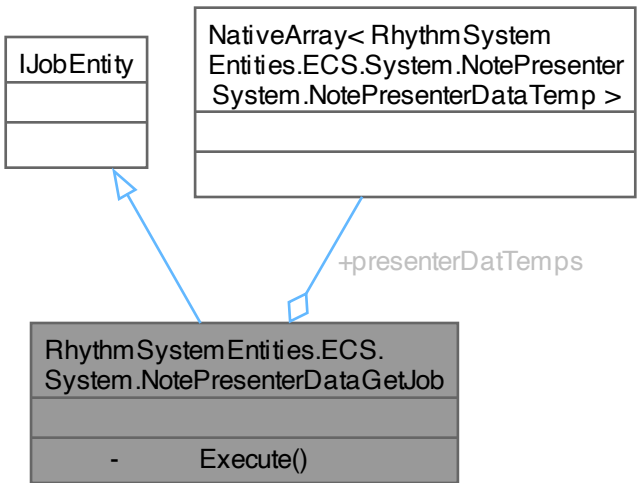 IJobEntity
NativeArray< RhythmSystem
Entities.ECS.System.NotePresenter
System.NotePresenterDataTemp >
+presenterDatTemps
RhythmSystemEntities.ECS.
System.NotePresenterDataGetJob
- Execute()